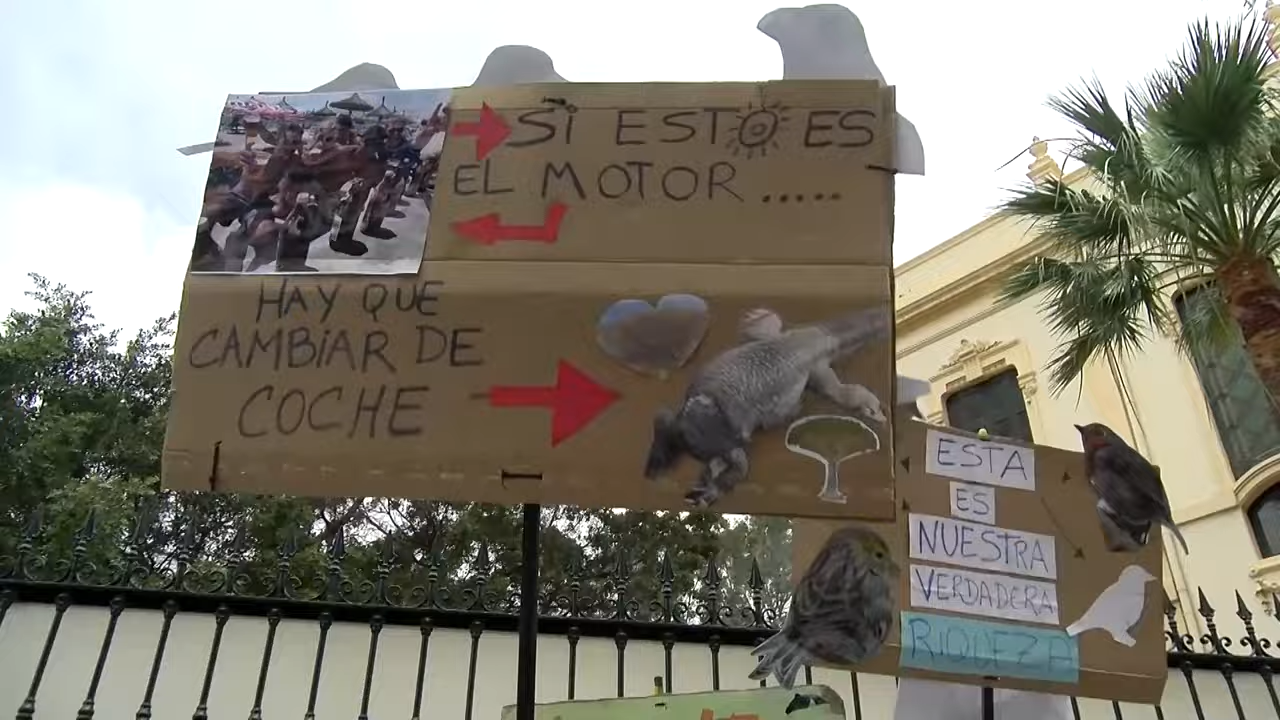 SI ESTO ES
EL MOTOR .....
HAY QUE
CAMBIAR DE
COCHE
ESTA
ES
NUESTRA
VERDADERA
RIQUEZA